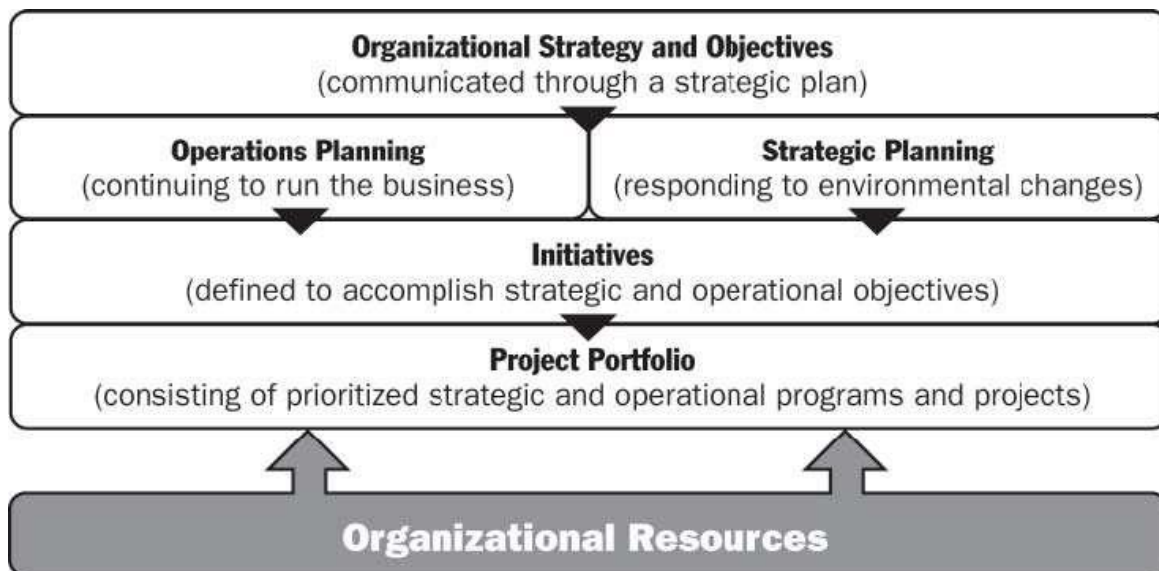 Organizational Strategy and Objectives
(communicated through a strategic plan)
Operations Planning
(continuing to run the business)
Strategic Planning
(responding to environmental changes)
Initiatives
(defined to accomplish strategic and operational objectives)
Project Portfolio
(consisting of prioritized strategic and operational programs and projects)
Organizational Resources